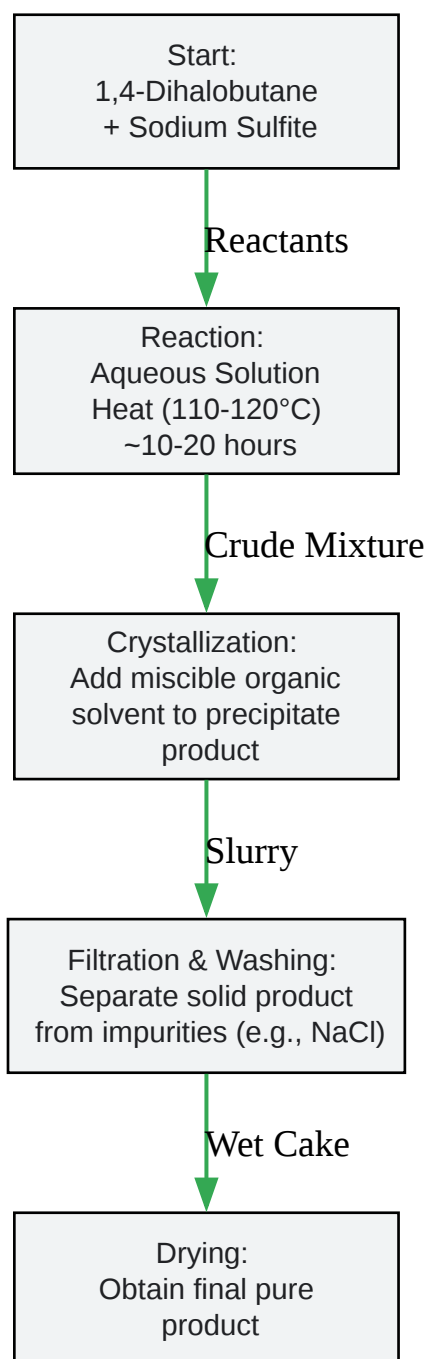 Start:
1,4-Dihalobutane
+ Sodium Sulfite
Reactants
Reaction:
Aqueous Solution
Heat (110-120°C)
~10-20 hours
Crude Mixture
Crystallization:
Add miscible organic
solvent to precipitate
product
Slurry
Filtration & Washing:
Separate solid product
from impurities (e.g., NaCl)
Wet Cake
Drying:
Obtain final pure
product